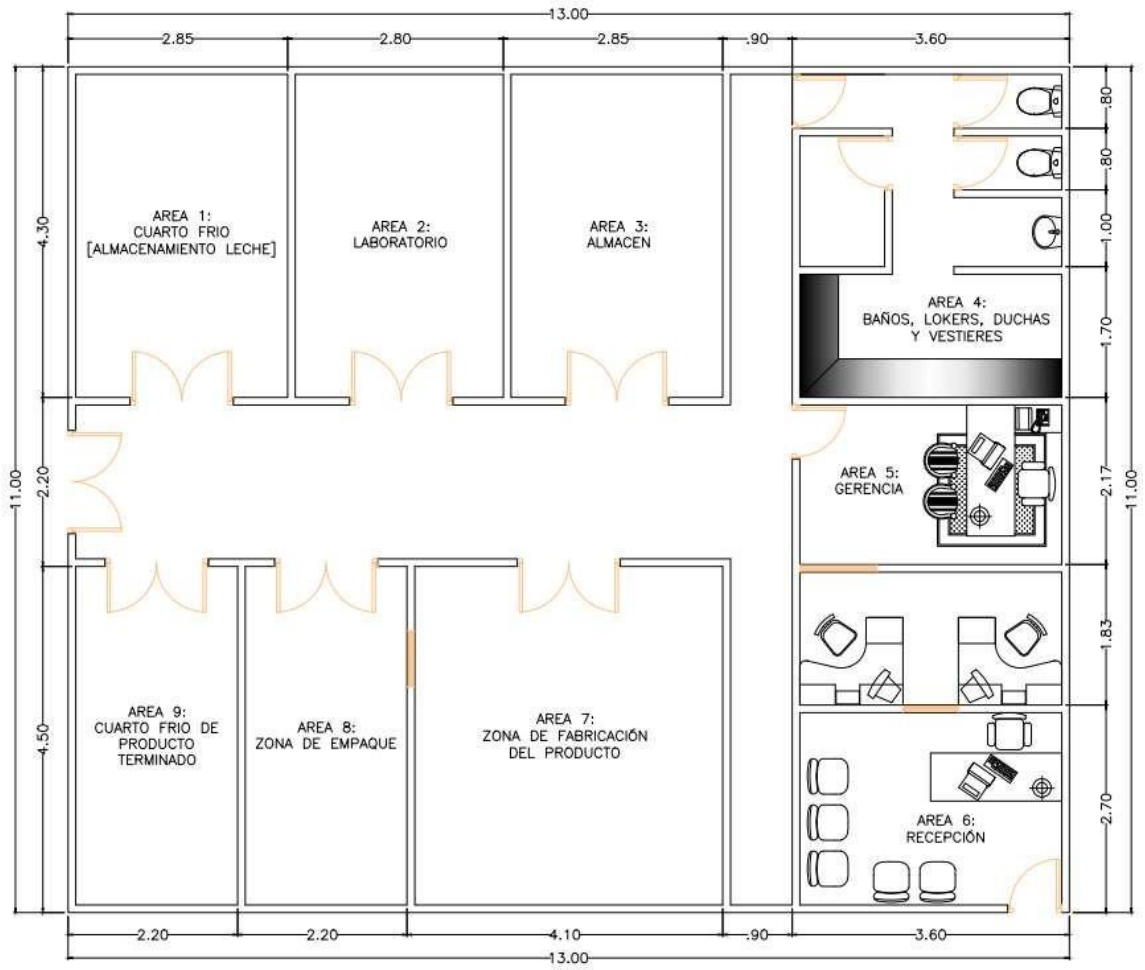 13.00
2.85
2.80
2.85
.90
3.60
AREA 1:
CUARTO FRIO
[ALMACENAMIENTO LECHE]
AREA 2:
LABORATORIO
AREA 3:
ALMACEN
AREA 4:
BAÑOS, LOKERS, DUCHAS
Y VESTIERES
AREA 5:
GERENCIA
AREA 9:
CUARTO FRIO DE
PRODUCTO
TERMINADO
AREA 8:
ZONA DE EMPAQUE
AREA 7:
ZONA DE FABRICACIÓN
DEL PRODUCTO
AREA 6:
RECEPCIÓN
11.00
4.30
2.20
4.50
.80
.80
1.00
1.70
2.17
1.83
2.70
11.00
2.20
2.20
4.10
.90
3.60
13.00